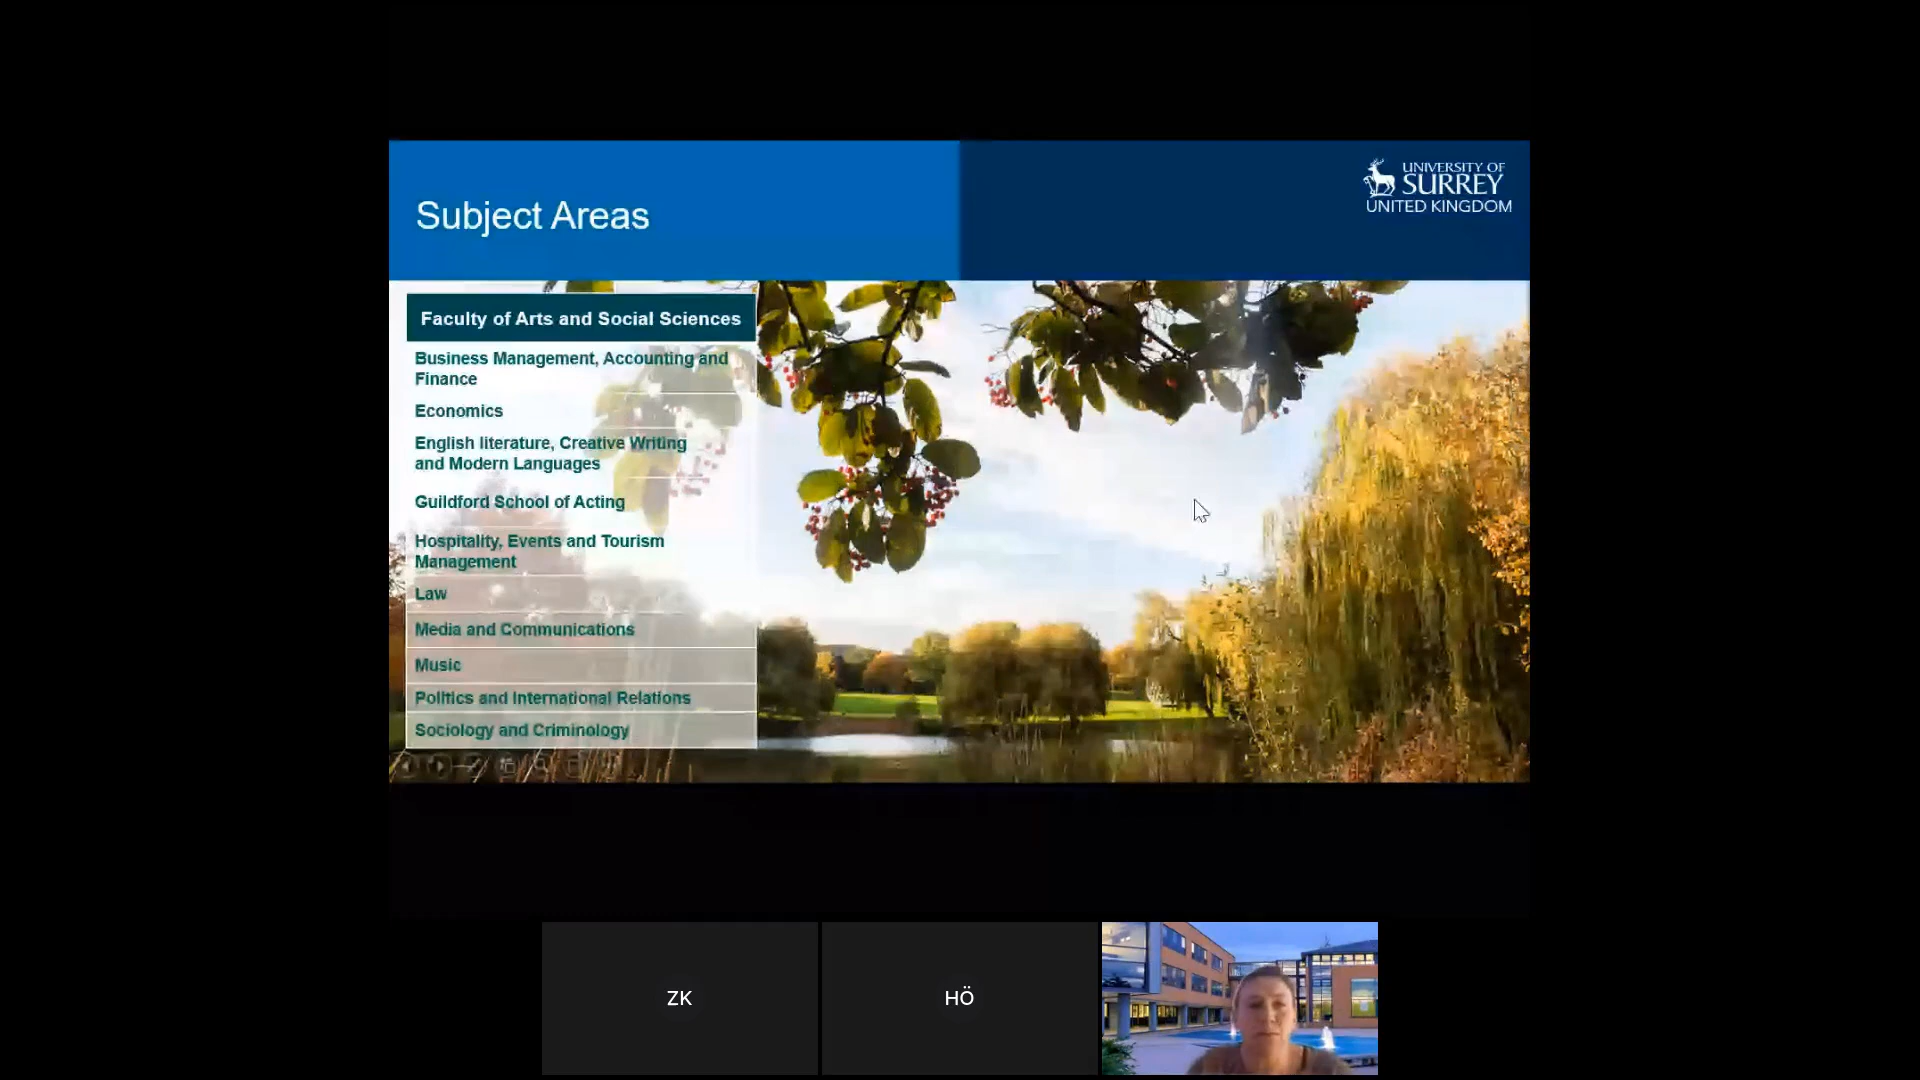 Subject Areas
UNIVERSITY OF
SURREY
UNITED KINGDOM
Faculty of Arts and Social Sciences
Business Management, Accounting and
Finance
Economics
English literature, Creative Writing
and Modern Languages
Guildford School of Acting
Hospitality, Events and Tourism
Management
Law
Media and Communications
Music
Politics and International Relations
Sociology and Criminology
ZK
HÖ